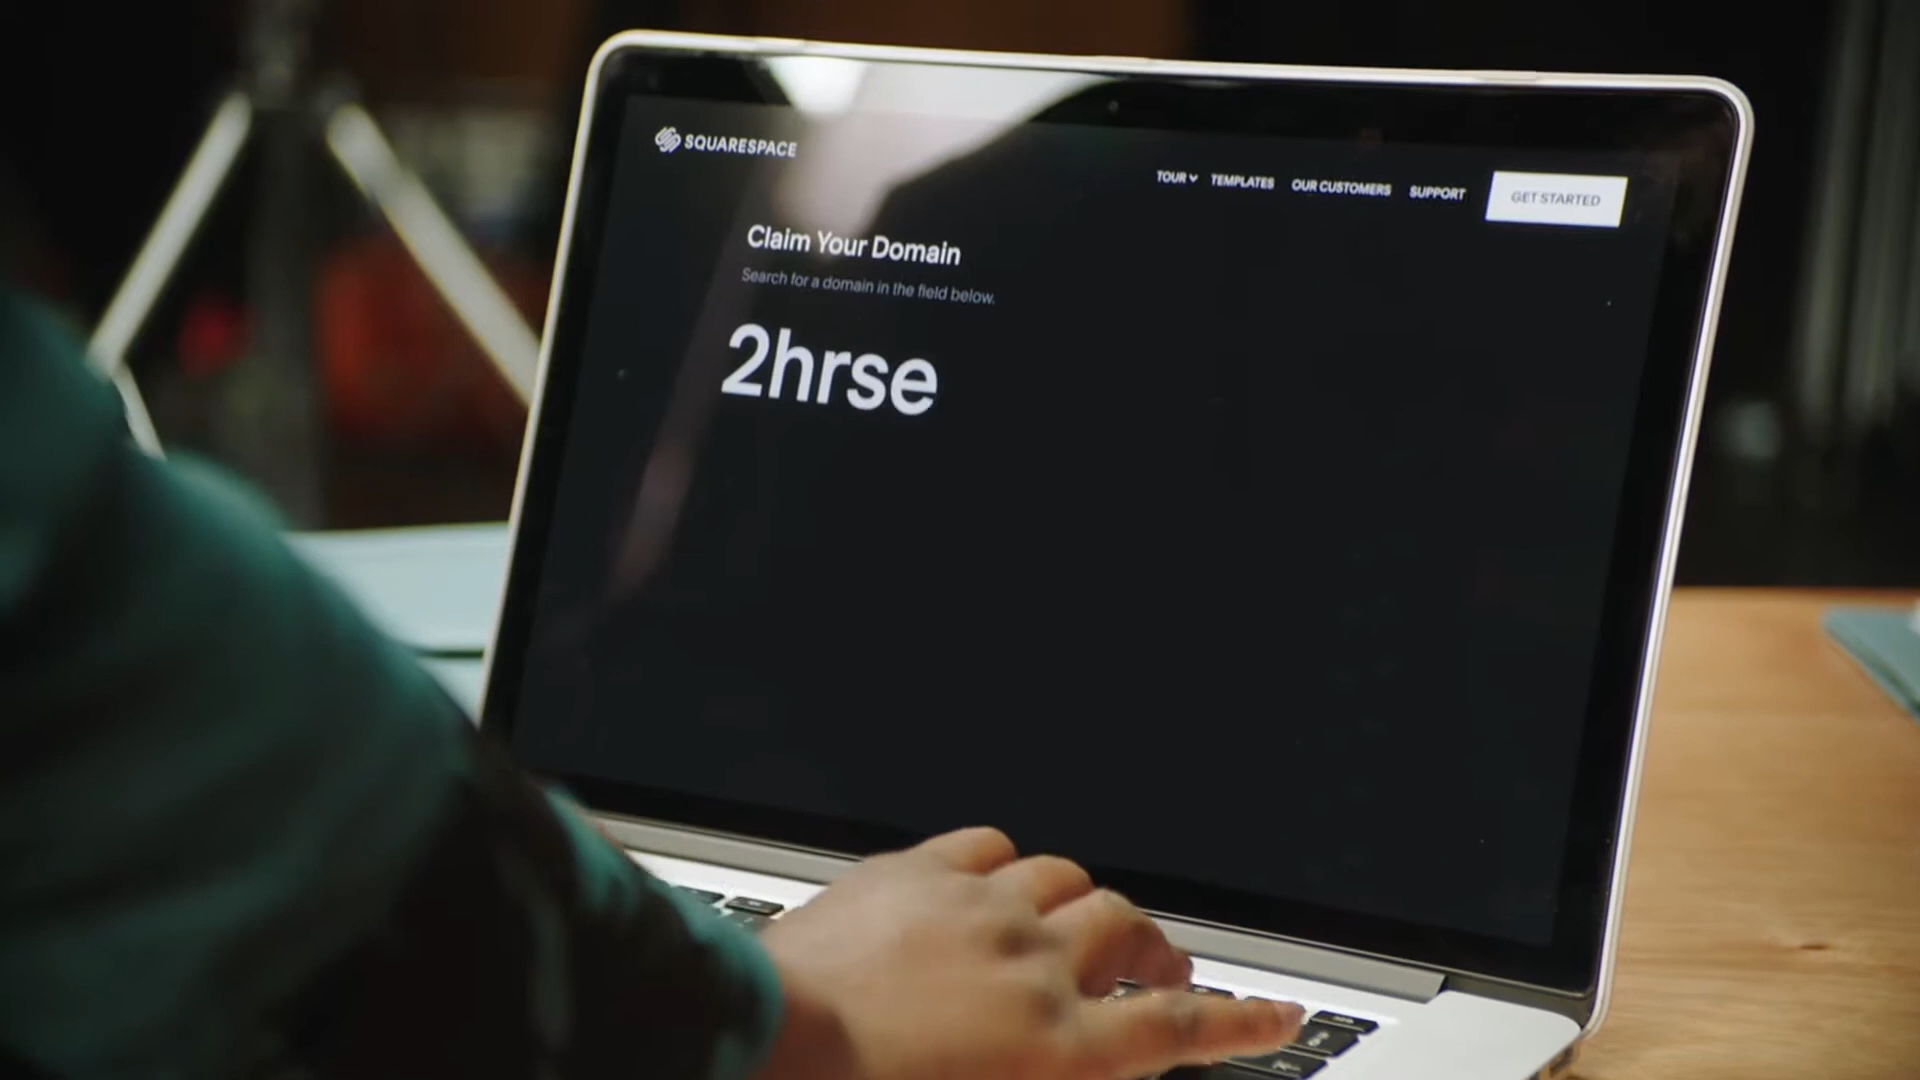 SQUARESPACE
TOUR TEMPLATES OUR CUSTOMERS SUPPORT GET STARTED
Claim Your Domain
Search for a domain in the field below.
2hrse